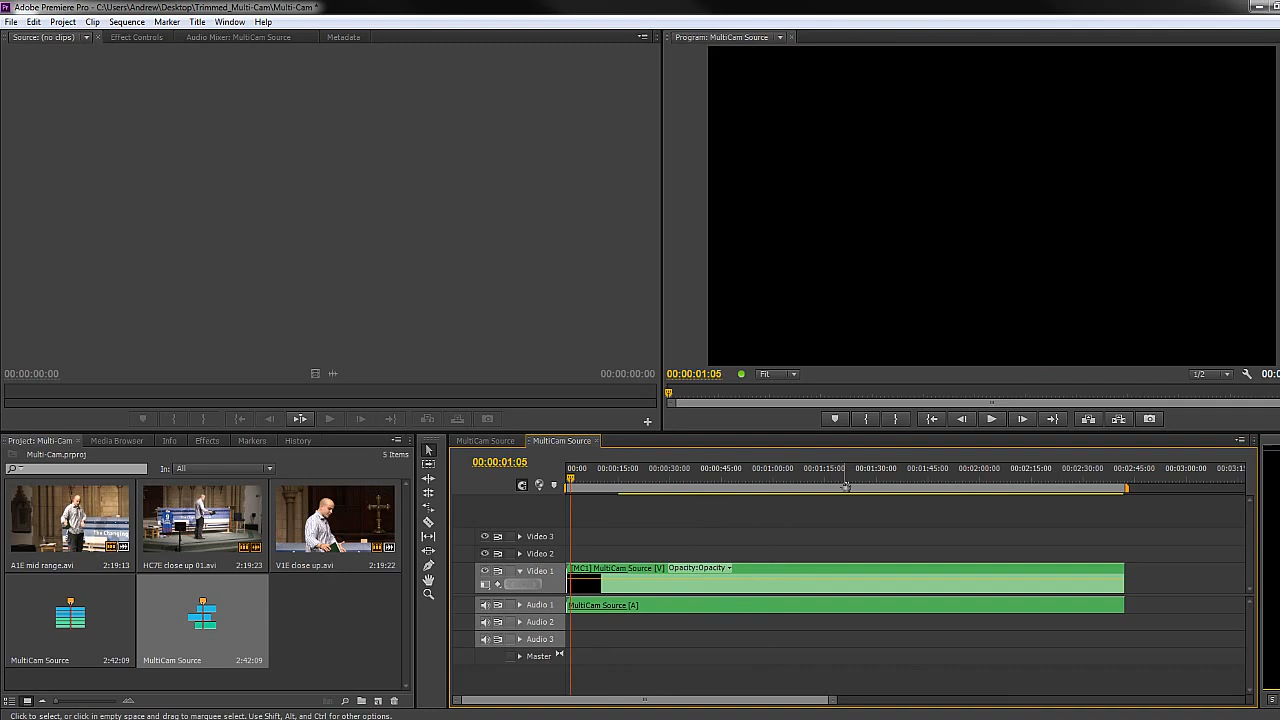 Pr Adobe Premiere Pro - C:\Users\Andrew\Desktop\Trimmed_Multi-Cam\Multi-Cam *
File Edit Project Clip Sequence Marker Title Window Help
Source: (no clips) Effect Controls Audio Mixer: MultiCam Source Metadata
Program: MultiCam Source
00:00:00:00 00:00:00:00
00:00:01:05 Fit 1/2 00:0
Project: Multi-Cam Media Browser Info Effects Markers History
Multi-Cam.prproj 5 Items
In: All
A1E mid range.avi 2:19:13
HC7E close up 01.avi 2:19:23
V1E close up.avi 2:19:22
MultiCam Source 2:42:09
MultiCam Source 2:42:09
MultiCam Source MultiCam Source
00:00:01:05
00:00 00:00:15:00 00:00:30:00 00:00:45:00 00:01:00:00 00:01:15:00 00:01:30:00 00:01:45:00 00:02:00:00 00:02:15:00 00:02:30:00 00:02:45:00 00:03:00:00 00:03:15
Video 3
Video 2
Video 1 [MC1] MultiCam Source [V] Opacity:Opacity
Audio 1 MultiCam Source [A]
Audio 2
Audio 3
Master
Click to select, or click in empty space and drag to marquee select. Use Shift, Alt, and Ctrl for other options.